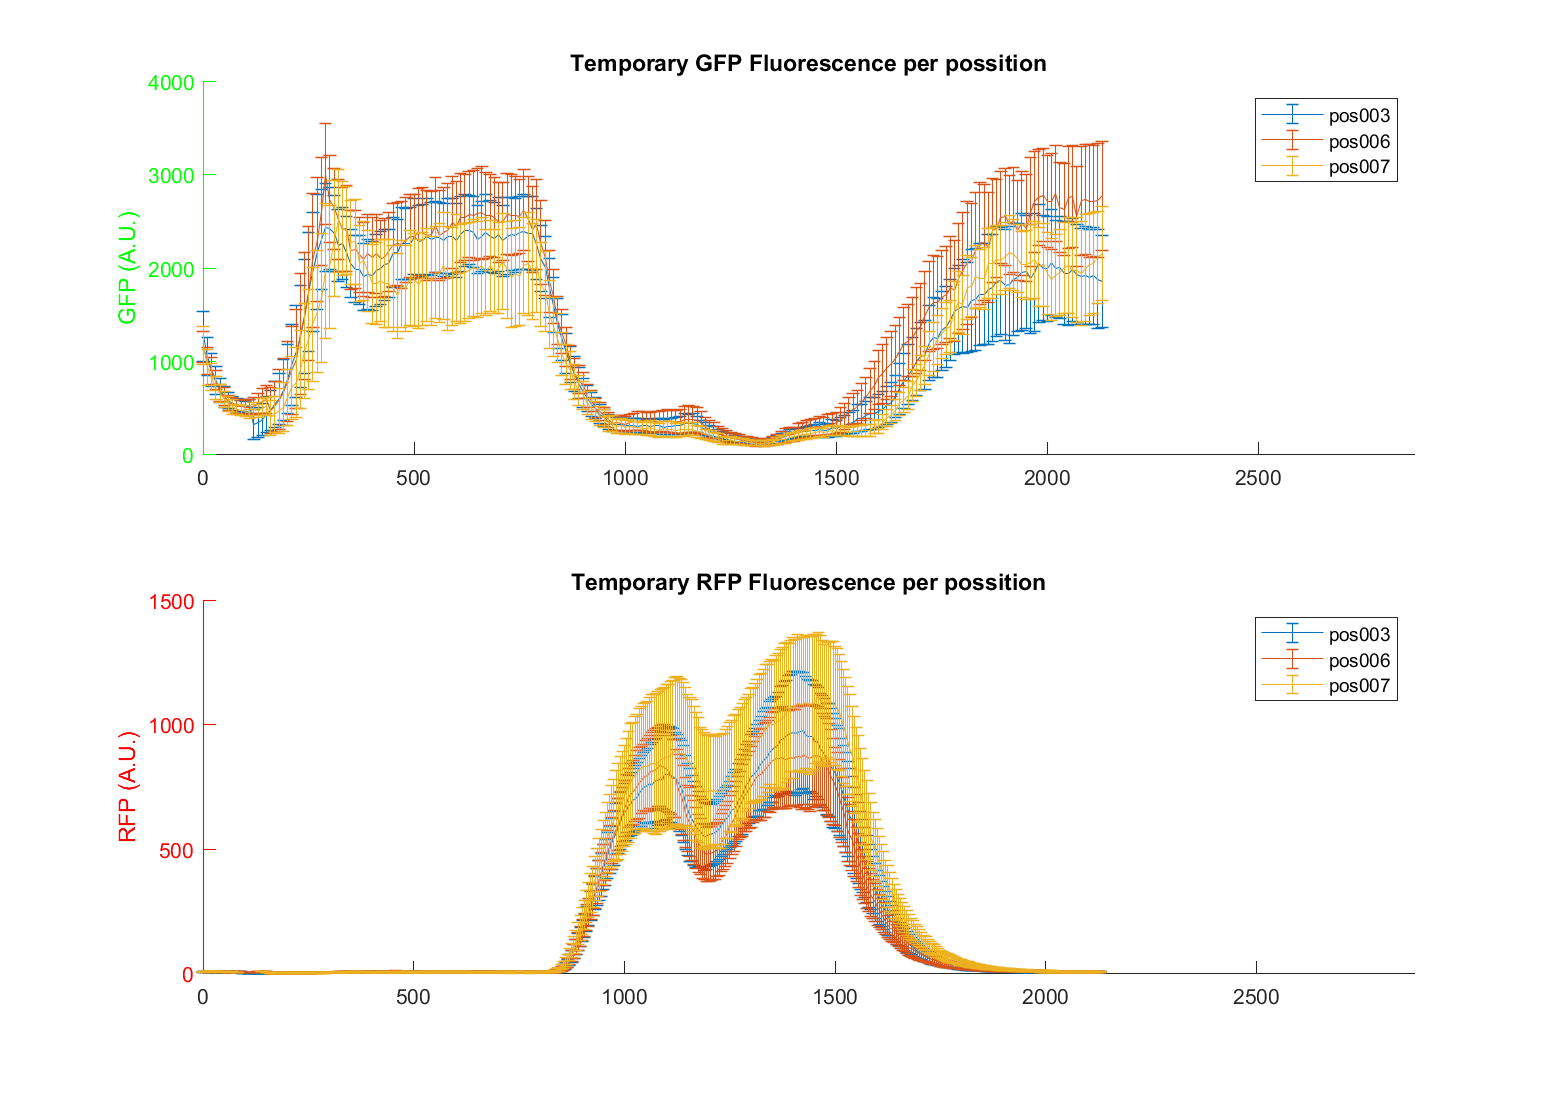 Temporary GFP Fluorescence per possition
4000
3000
2000
1000
0
GFP (A.U.)
0 500 1000 1500 2000 2500
pos003
pos006
pos007
Temporary RFP Fluorescence per possition
1500
1000
500
0
RFP (A.U.)
0 500 1000 1500 2000 2500
pos003
pos006
pos007